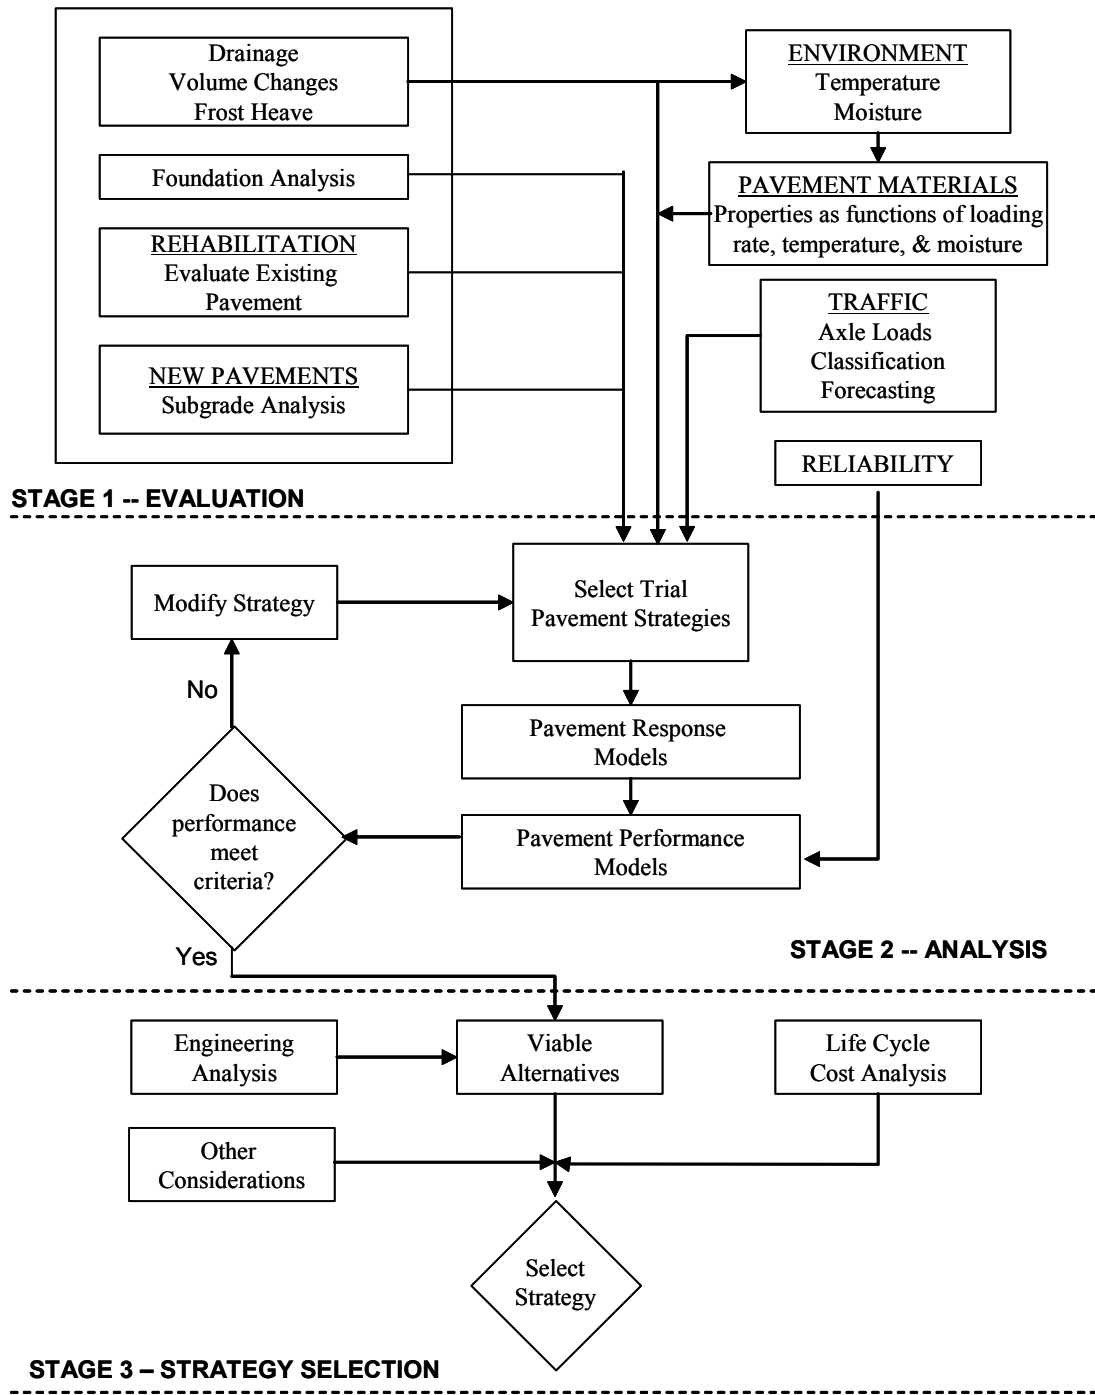 Drainage
Volume Changes
Frost Heave
Foundation Analysis
REHABILITATION
Evaluate Existing
Pavement
NEW PAVEMENTS
Subgrade Analysis
ENVIRONMENT
Temperature
Moisture
PAVEMENT MATERIALS
Properties as functions of loading
rate, temperature, & moisture
TRAFFIC
Axle Loads
Classification
Forecasting
RELIABILITY
STAGE 1 -- EVALUATION
Modify Strategy
Select Trial
Pavement Strategies
No
Pavement Response
Models
Does
performance
meet
criteria?
Pavement Performance
Models
Yes
STAGE 2 -- ANALYSIS
Engineering
Analysis
Viable
Alternatives
Life Cycle
Cost Analysis
Other
Considerations
Select
Strategy
STAGE 3 – STRATEGY SELECTION